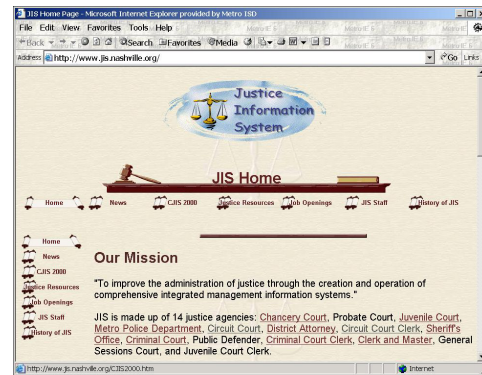 JIS Home Page - Microsoft Internet Explorer provided by Metro ISD
File Edit View Favorites Tools Help
Back Search Favorites Media
Address http://www.jis.nashville.org/ Go Links
Justice
Information
System
JIS Home
Home News CJIS 2000 Justice Resources Job Openings JIS Staff History of JIS
Home
News
CJIS 2000
Justice Resources
Job Openings
JIS Staff
History of JIS
Our Mission
"To improve the administration of justice through the creation and operation of
comprehensive integrated management information systems."
JIS is made up of 14 justice agencies: Chancery Court, Probate Court, Juvenile Court,
Metro Police Department, Circuit Court, District Attorney, Circuit Court Clerk, Sheriff's
Office, Criminal Court, Public Defender, Criminal Court Clerk, Clerk and Master, General
Sessions Court, and Juvenile Court Clerk.
http://www.jis.nashville.org/CJIS2000.htm Internet